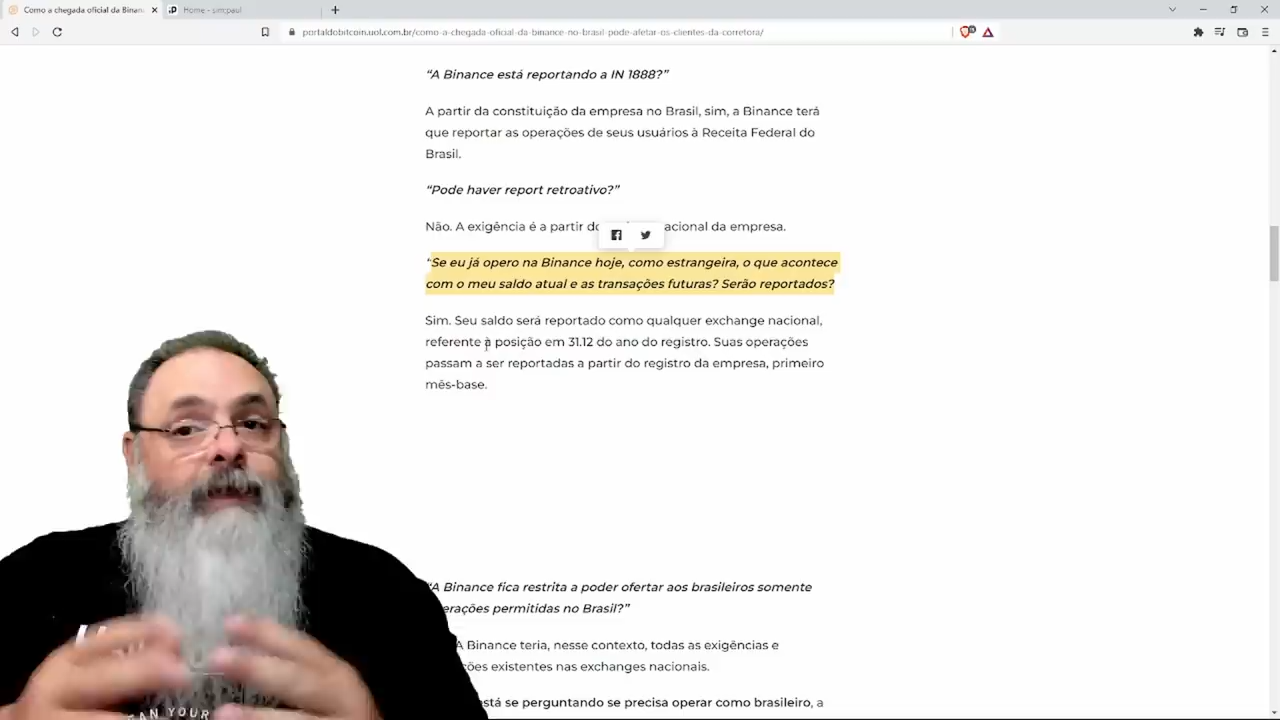 Como a chegada oficial da Binan
Home - simpaul
portaldobitcoin.uol.com.br/como-a-chegada-oficial-da-binance-no-brasil-pode-afetar-os-clientes-da-corretora/
“A Binance está reportando a IN 1888?”
A partir da constituição da empresa no Brasil, sim, a Binance terá
que reportar as operações de seus usuários à Receita Federal do
Brasil.
“Pode haver report retroativo?”
Não. A exigência é a partir do acional da empresa.
“Se eu já opero na Binance hoje, como estrangeira, o que acontece
com o meu saldo atual e as transações futuras? Serão reportados?
Sim. Seu saldo será reportado como qualquer exchange nacional,
referente à posição em 31.12 do ano do registro. Suas operações
passam a ser reportadas a partir do registro da empresa, primeiro
mês-base.
“A Binance fica restrita a poder ofertar aos brasileiros somente
erações permitidas no Brasil?”
A Binance teria, nesse contexto, todas as exigências e
ções existentes nas exchanges nacionais.
stá se perguntando se precisa operar como brasileiro, a
AN YOUR